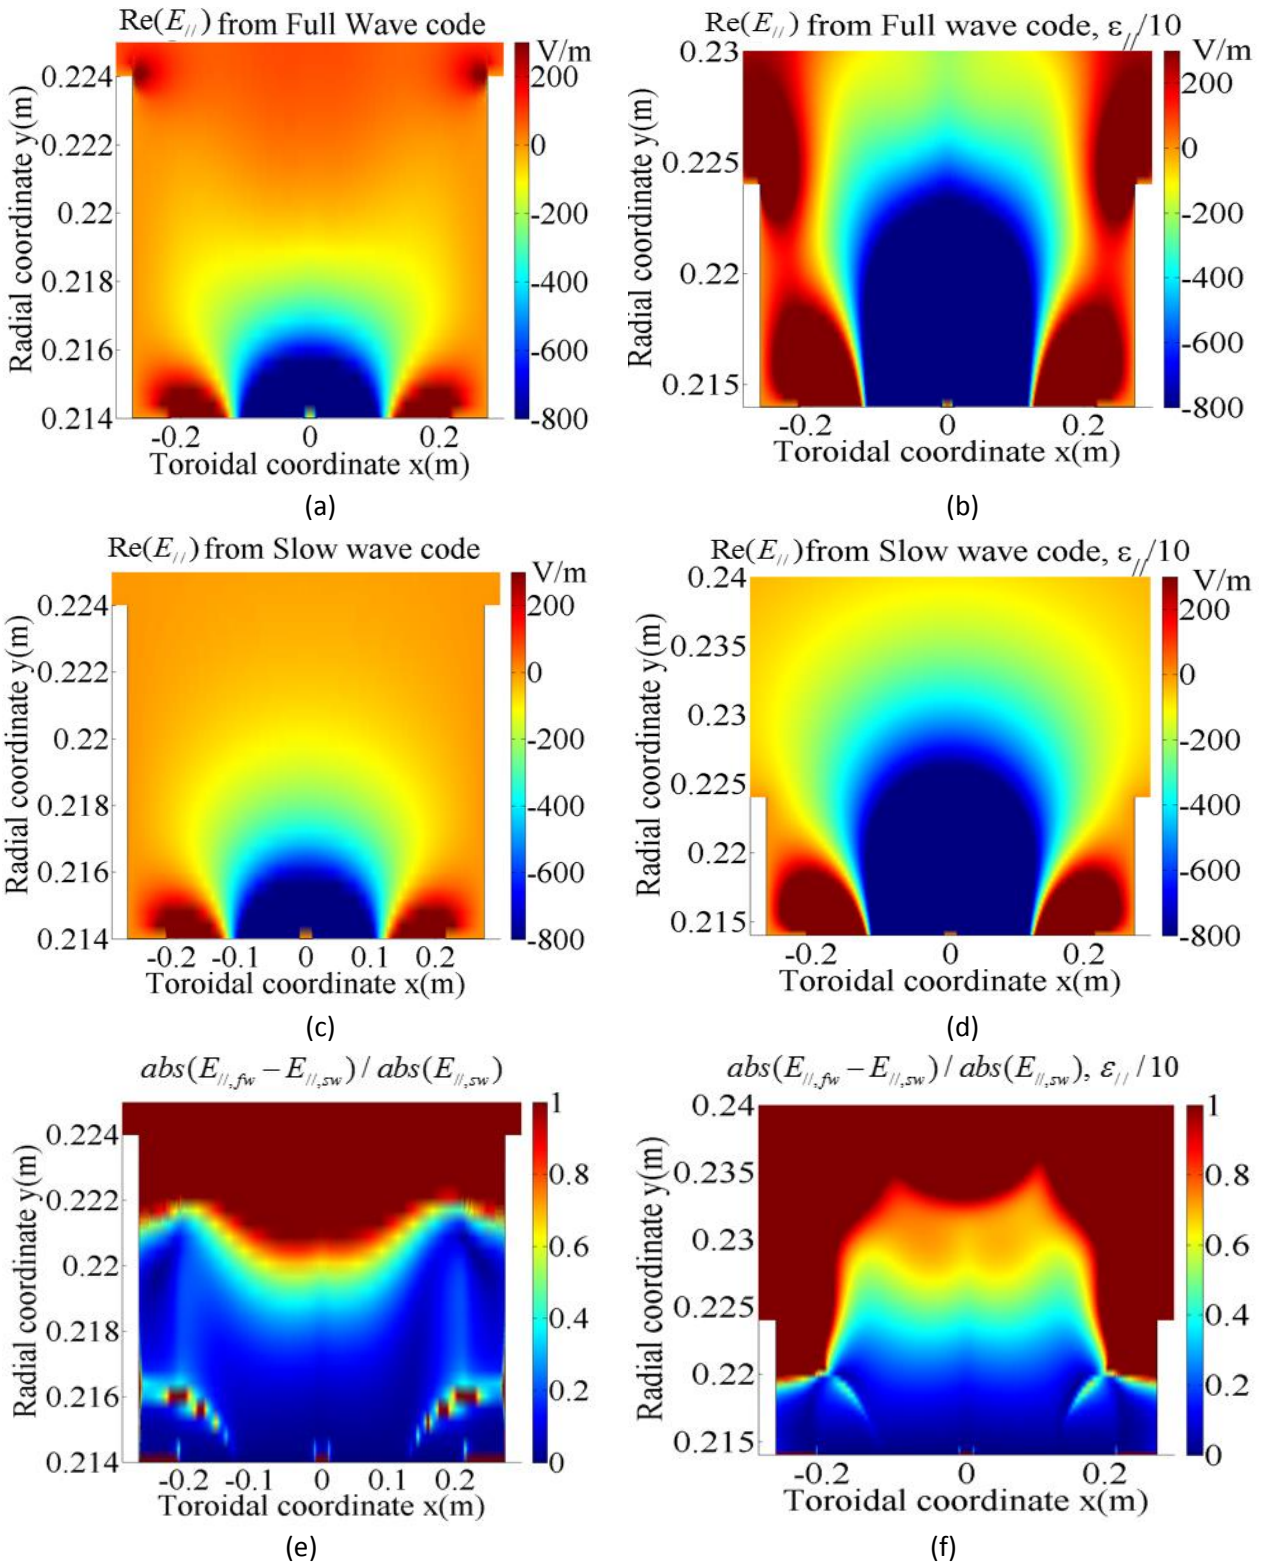 Re(E//) from Full Wave code
V/m
0.224
0.222
0.22
0.218
0.216
0.214
200
0
-200
-400
-600
-800
-0.2 0 0.2
Radial coordinate y(m)
Toroidal coordinate x(m)
(a)
Re(E//) from Full wave code, ε///10
V/m
0.23
0.225
0.22
0.215
200
0
-200
-400
-600
-800
-0.2 0 0.2
Radial coordinate y(m)
Toroidal coordinate x(m)
(b)
Re(E//) from Slow wave code
V/m
0.224
0.222
0.22
0.218
0.216
0.214
200
0
-200
-400
-600
-800
-0.2 -0.1 0 0.1 0.2
Radial coordinate y(m)
Toroidal coordinate x(m)
(c)
Re(E//)from Slow wave code, ε///10
V/m
0.24
0.235
0.23
0.225
0.22
0.215
200
0
-200
-400
-600
-800
-0.2 0 0.2
Radial coordinate y(m)
Toroidal coordinate x(m)
(d)
abs(E//,fw − E//,sw) / abs(E//,sw)
0.224
0.222
0.22
0.218
0.216
0.214
1
0.8
0.6
0.4
0.2
0
-0.2 -0.1 0 0.1 0.2
Radial coordinate y(m)
Toroidal coordinate x(m)
(e)
abs(E//,fw − E//,sw) / abs(E//,sw), ε// /10
0.24
0.235
0.23
0.225
0.22
0.215
1
0.8
0.6
0.4
0.2
0
-0.2 0 0.2
Radial coordinate y(m)
Toroidal coordinate x(m)
(f)